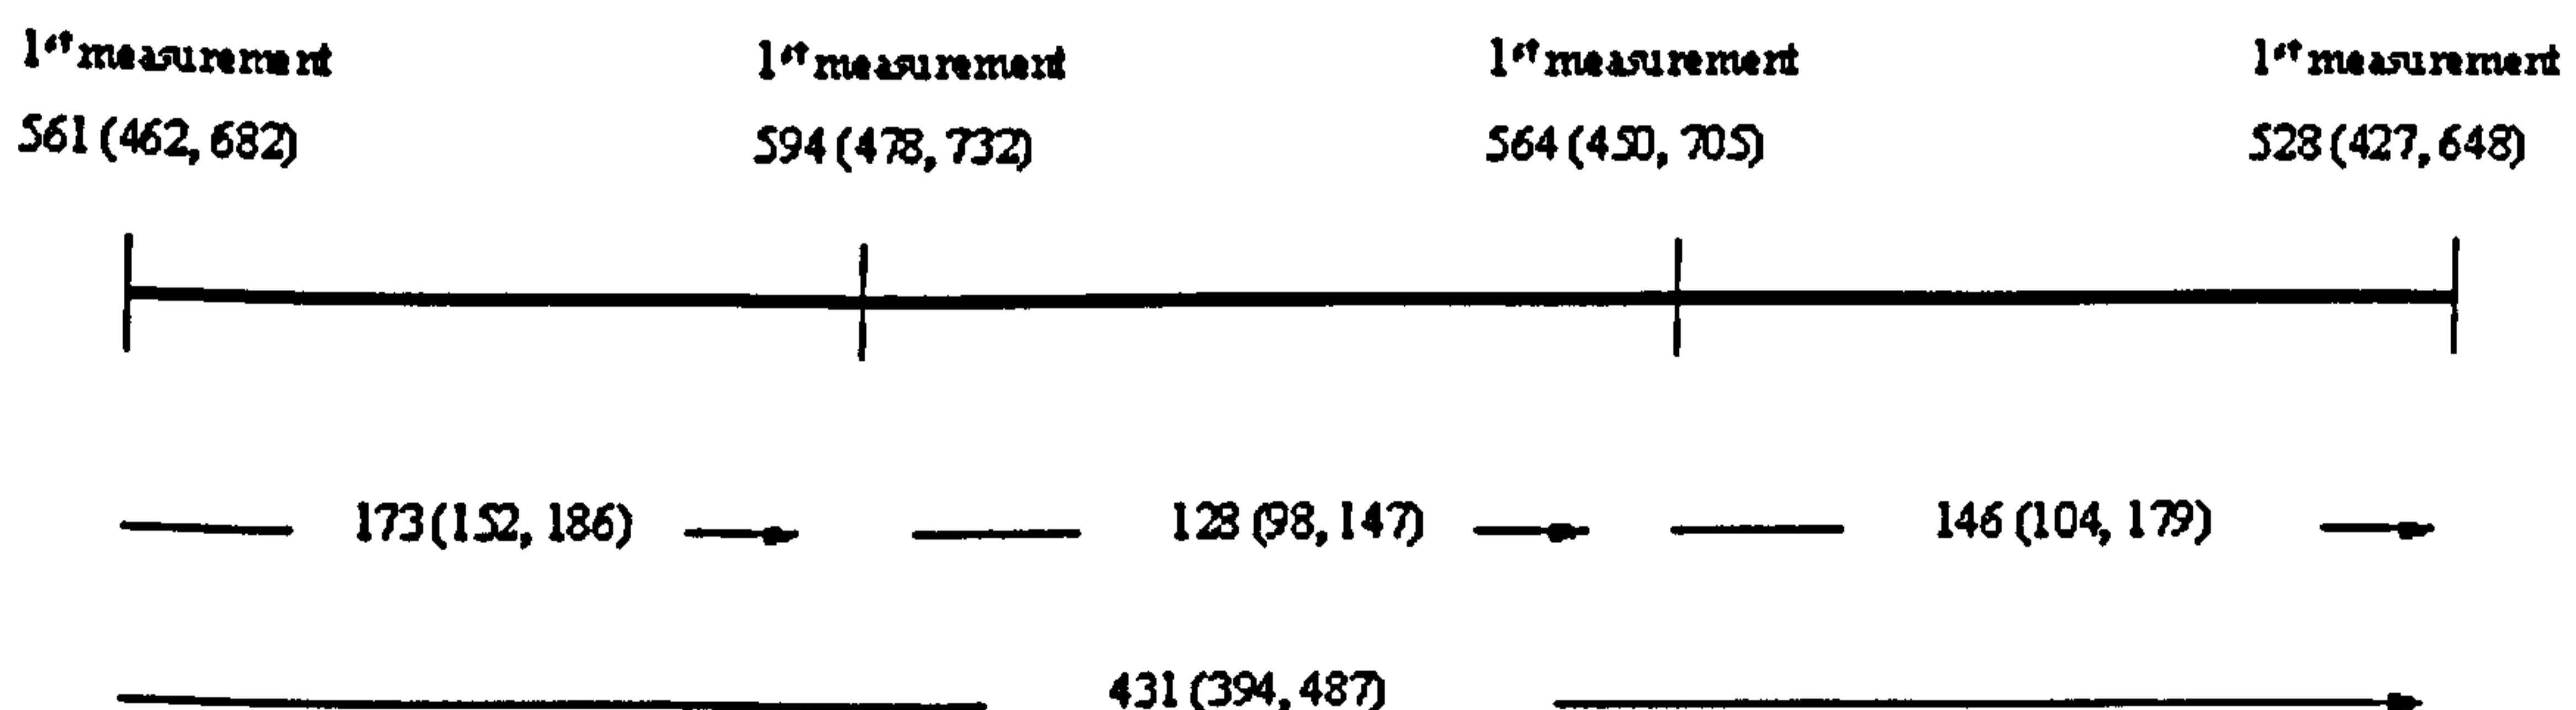 1st measurement 1st measurement 1st measurement 1st measurement
561 (462, 682) 594 (478, 732) 564 (450, 705) 528 (427, 648)
173 (152, 186) 128 (98, 147) 146 (104, 179)
431 (394, 487)